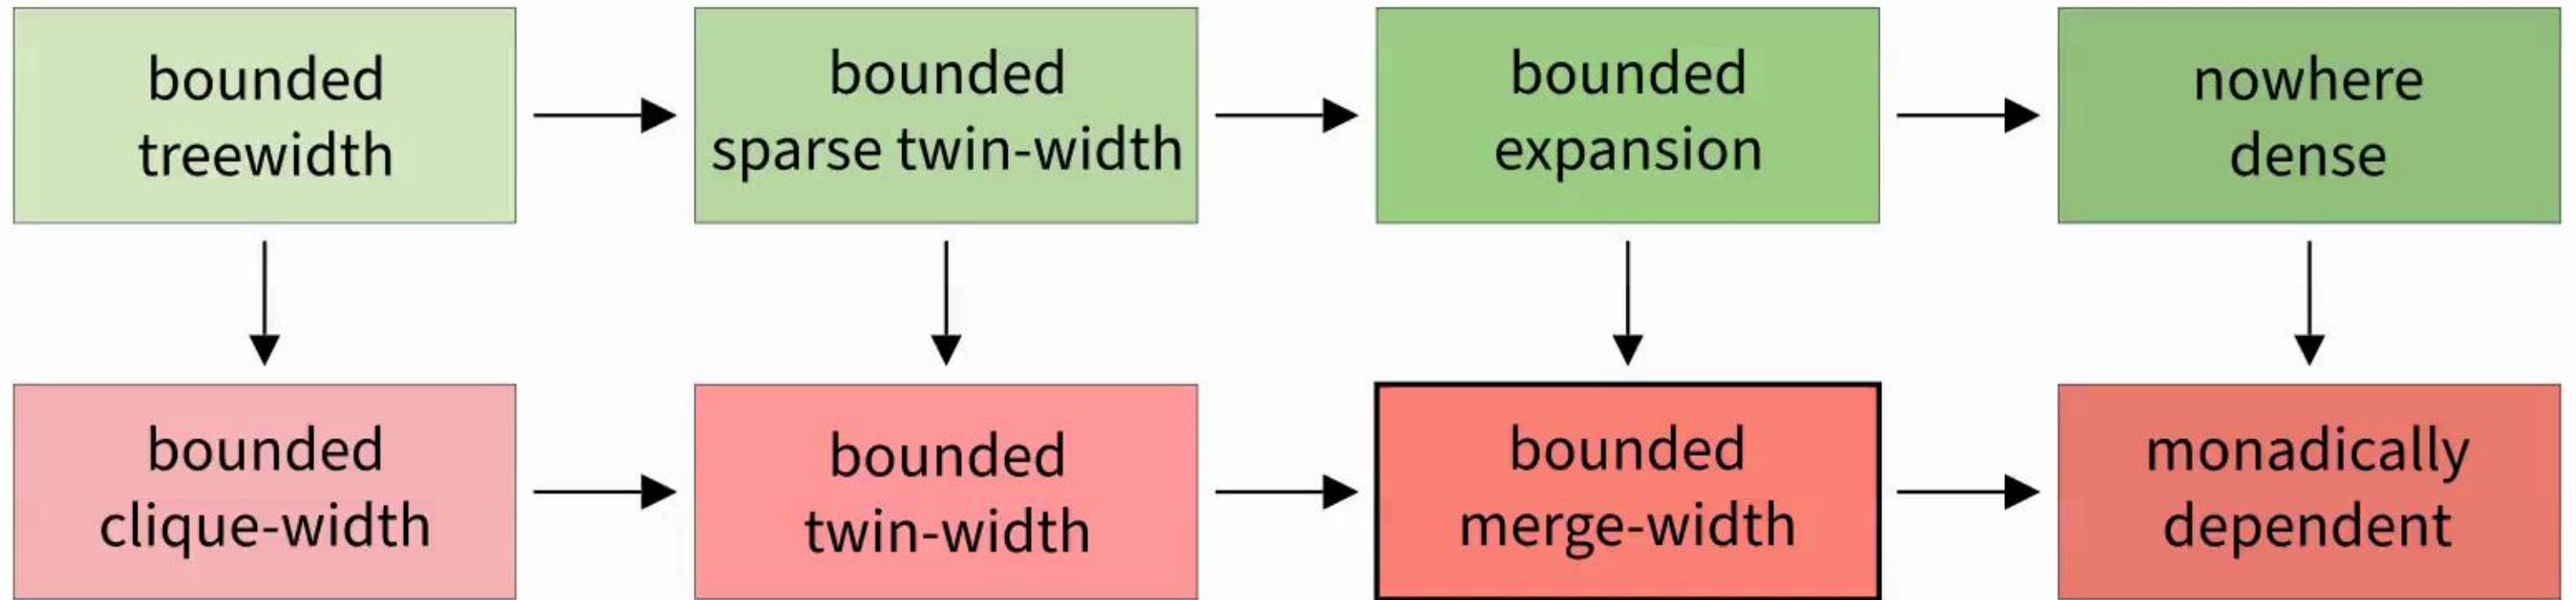 bounded
treewidth
bounded
sparse twin-width
bounded
expansion
nowhere
dense
bounded
clique-width
bounded
twin-width
bounded
merge-width
monadically
dependent